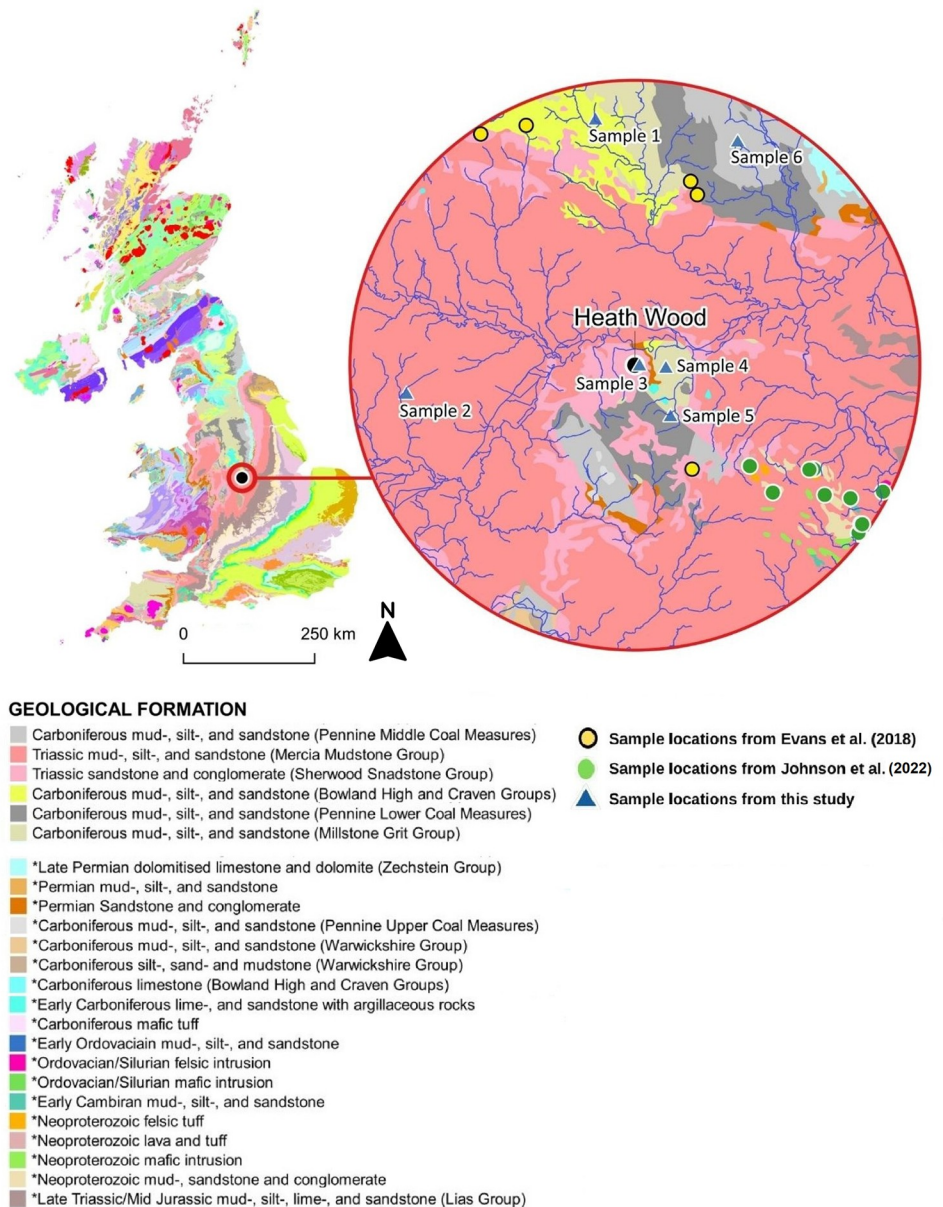 Sample 1
Sample 6
Heath Wood
Sample 3
Sample 4
Sample 2
Sample 5
N
0 250 km
GEOLOGICAL FORMATION
Carboniferous mud-, silt-, and sandstone (Pennine Middle Coal Measures)
Triassic mud-, silt-, and sandstone (Mercia Mudstone Group)
Triassic sandstone and conglomerate (Sherwood Snadstone Group)
Carboniferous mud-, silt-, and sandstone (Bowland High and Craven Groups)
Carboniferous mud-, silt-, and sandstone (Pennine Lower Coal Measures)
Carboniferous mud-, silt-, and sandstone (Millstone Grit Group)
*Late Permian dolomitised limestone and dolomite (Zechstein Group)
*Permian mud-, silt-, and sandstone
*Permian Sandstone and conglomerate
*Carboniferous mud-, silt-, and sandstone (Pennine Upper Coal Measures)
*Carboniferous mud-, silt-, and sandstone (Warwickshire Group)
*Carboniferous silt-, sand- and mudstone (Warwickshire Group)
*Carboniferous limestone (Bowland High and Craven Groups)
*Early Carboniferous lime-, and sandstone with argillaceous rocks
*Carboniferous mafic tuff
*Early Ordovaciain mud-, silt-, and sandstone
*Ordovacian/Silurian felsic intrusion
*Ordovacian/Silurian mafic intrusion
*Early Cambiran mud-, silt-, and sandstone
*Neoproterozoic felsic tuff
*Neoproterozoic lava and tuff
*Neoproterozoic mafic intrusion
*Neoproterozoic mud-, sandstone and conglomerate
*Late Triassic/Mid Jurassic mud-, silt-, lime-, and sandstone (Lias Group)
Sample locations from Evans et al. (2018)
Sample locations from Johnson et al. (2022)
Sample locations from this study